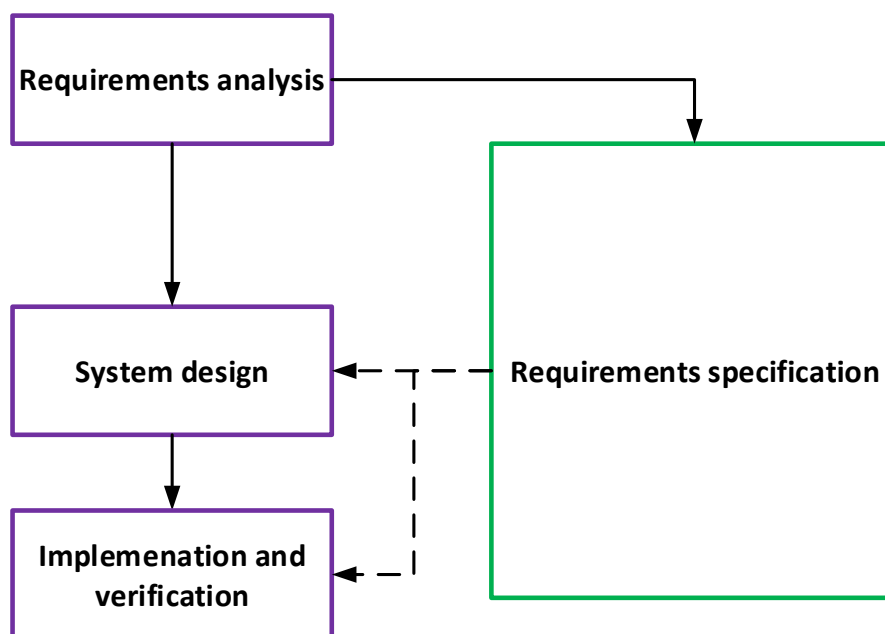 Requirements analysis
System design
Requirements specification
Implemenation and
verification